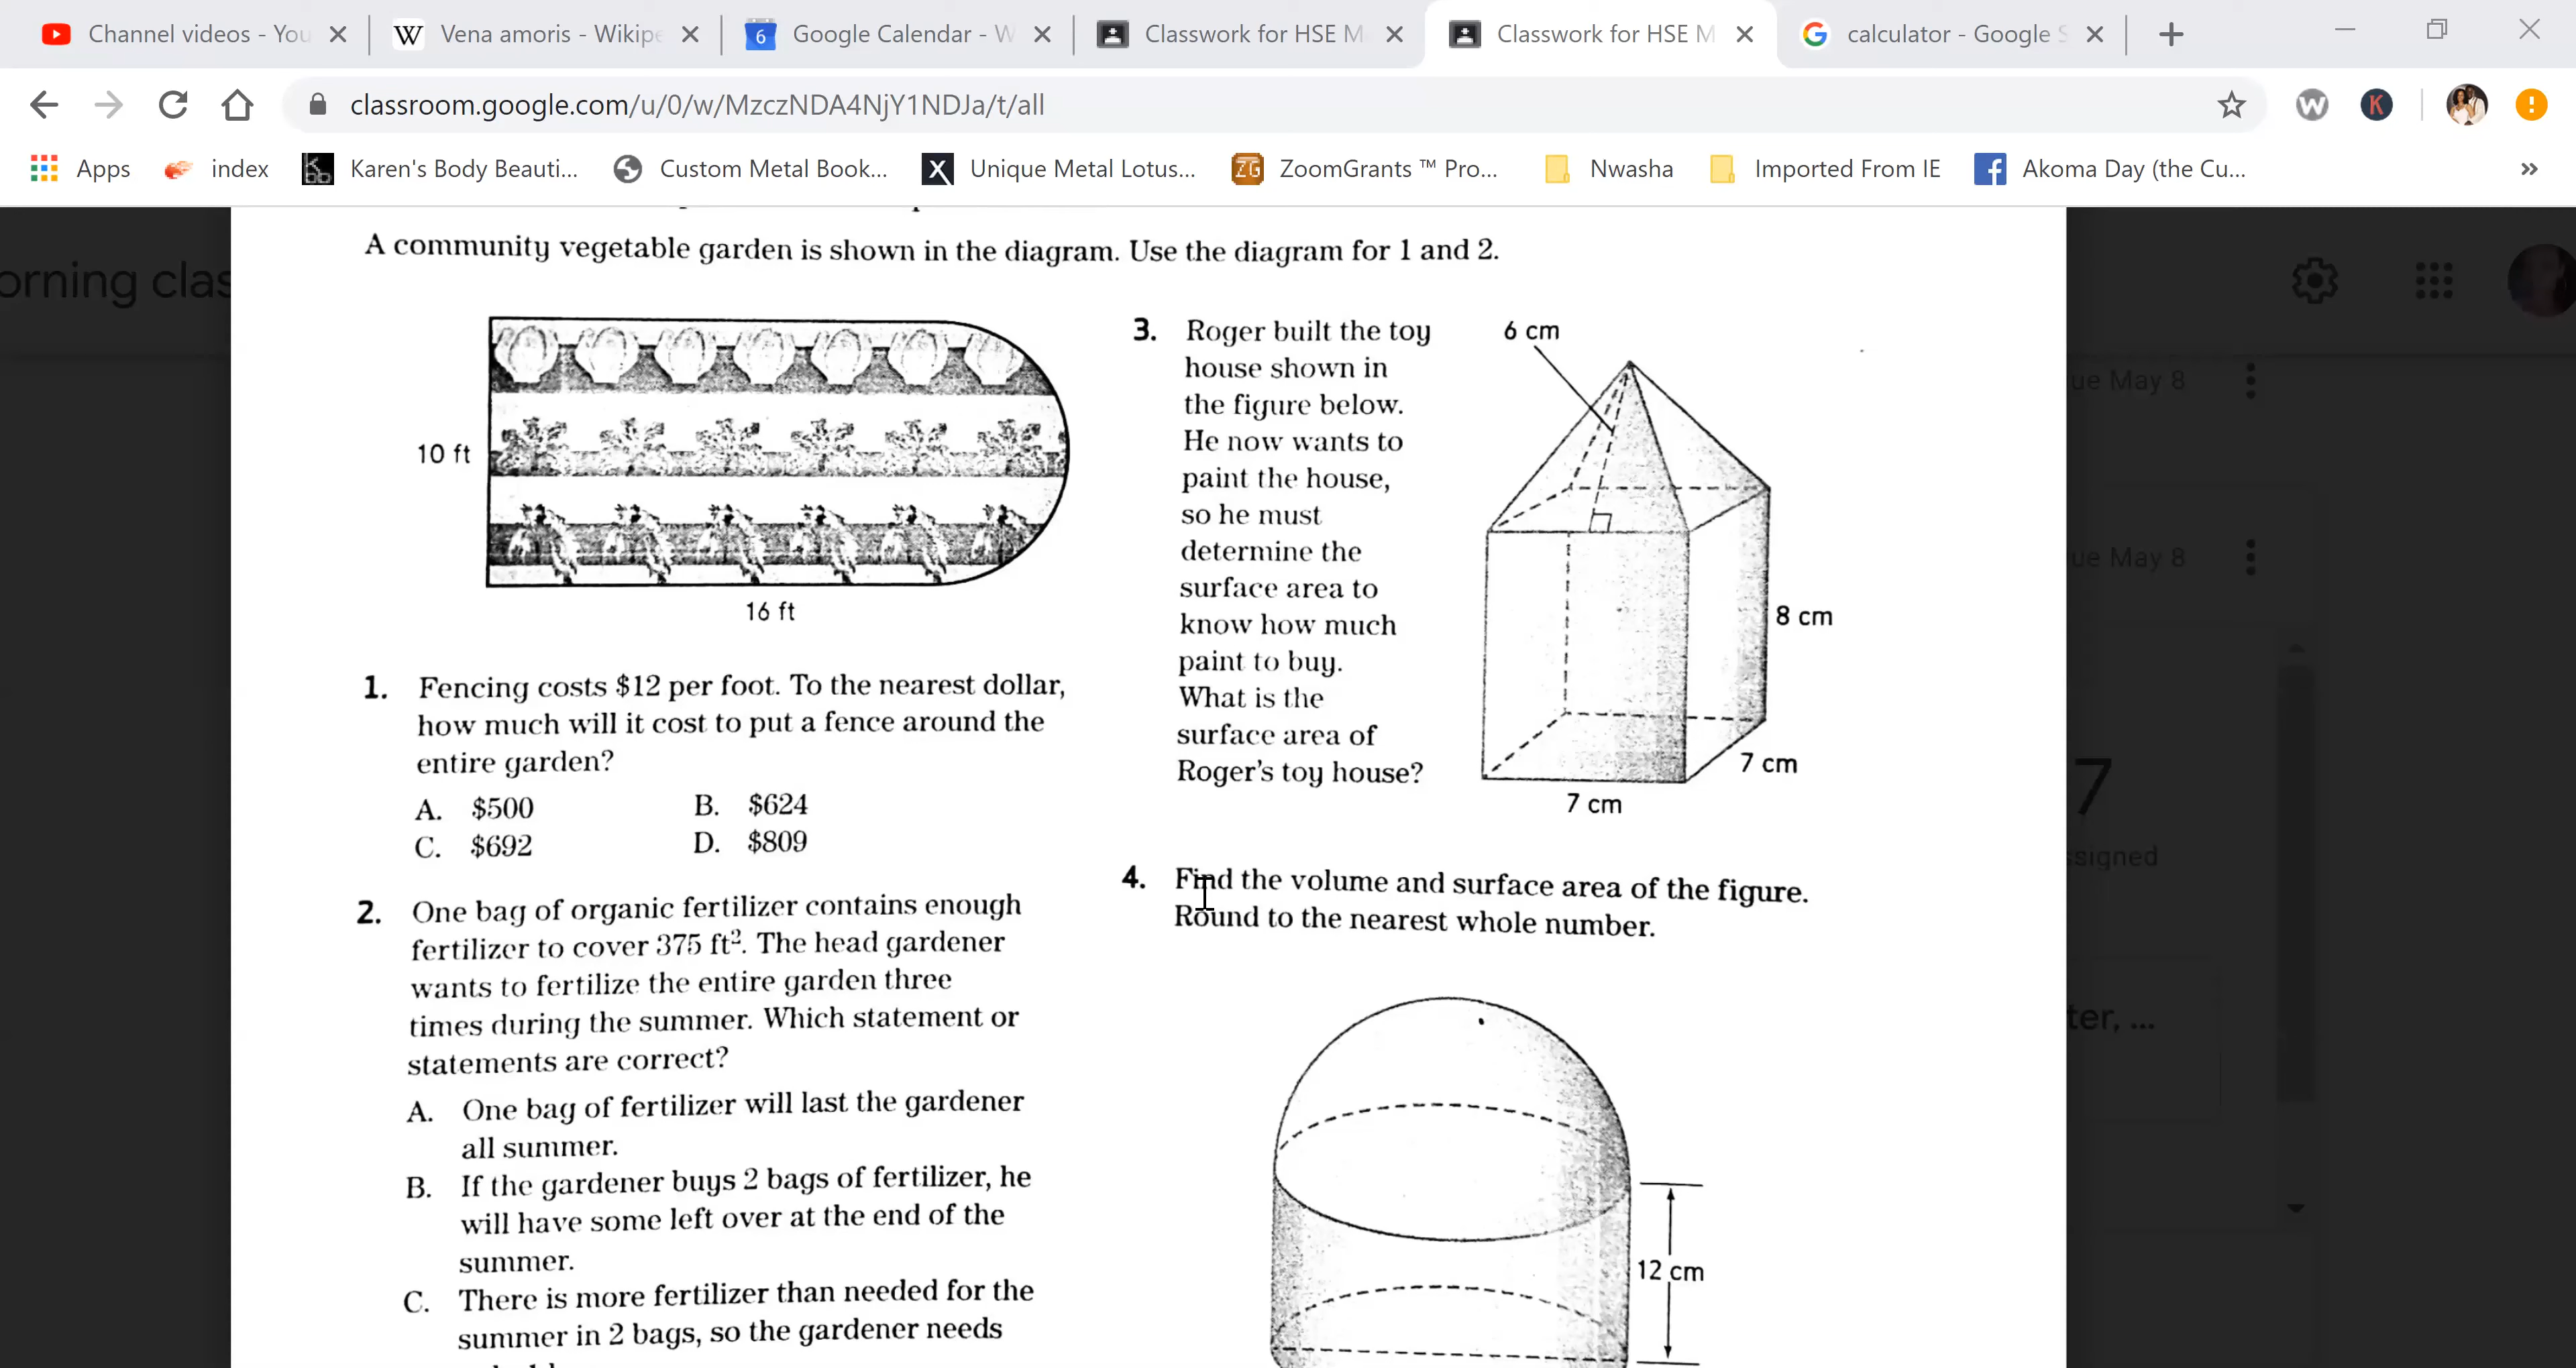 Channel videos - You
Vena amoris - Wikipe
Google Calendar - W
Classwork for HSE M
Classwork for HSE M
calculator - Google S
classroom.google.com/u/0/w/MzczNDA4NjY1NDJa/t/all
Apps
index
Karen's Body Beauti...
Custom Metal Book...
Unique Metal Lotus...
ZoomGrants ™ Pro...
Nwasha
Imported From IE
Akoma Day (the Cu...
orning clas
A community vegetable garden is shown in the diagram. Use the diagram for 1 and 2.
10 ft
16 ft
1. Fencing costs $12 per foot. To the nearest dollar,
how much will it cost to put a fence around the
entire garden?
A. $500 B. $624
C. $692 D. $809
2. One bag of organic fertilizer contains enough
fertilizer to cover 375 ft². The head gardener
wants to fertilize the entire garden three
times during the summer. Which statement or
statements are correct?
A. One bag of fertilizer will last the gardener
all summer.
B. If the gardener buys 2 bags of fertilizer, he
will have some left over at the end of the
summer.
C. There is more fertilizer than needed for the
summer in 2 bags, so the gardener needs
3. Roger built the toy
house shown in
the figure below.
He now wants to
paint the house,
so he must
determine the
surface area to
know how much
paint to buy.
What is the
surface area of
Roger's toy house?
6 cm
8 cm
7 cm
7 cm
4. Find the volume and surface area of the figure.
Round to the nearest whole number.
12 cm
ue May 8
ue May 8
7
ssigned
ter, ...